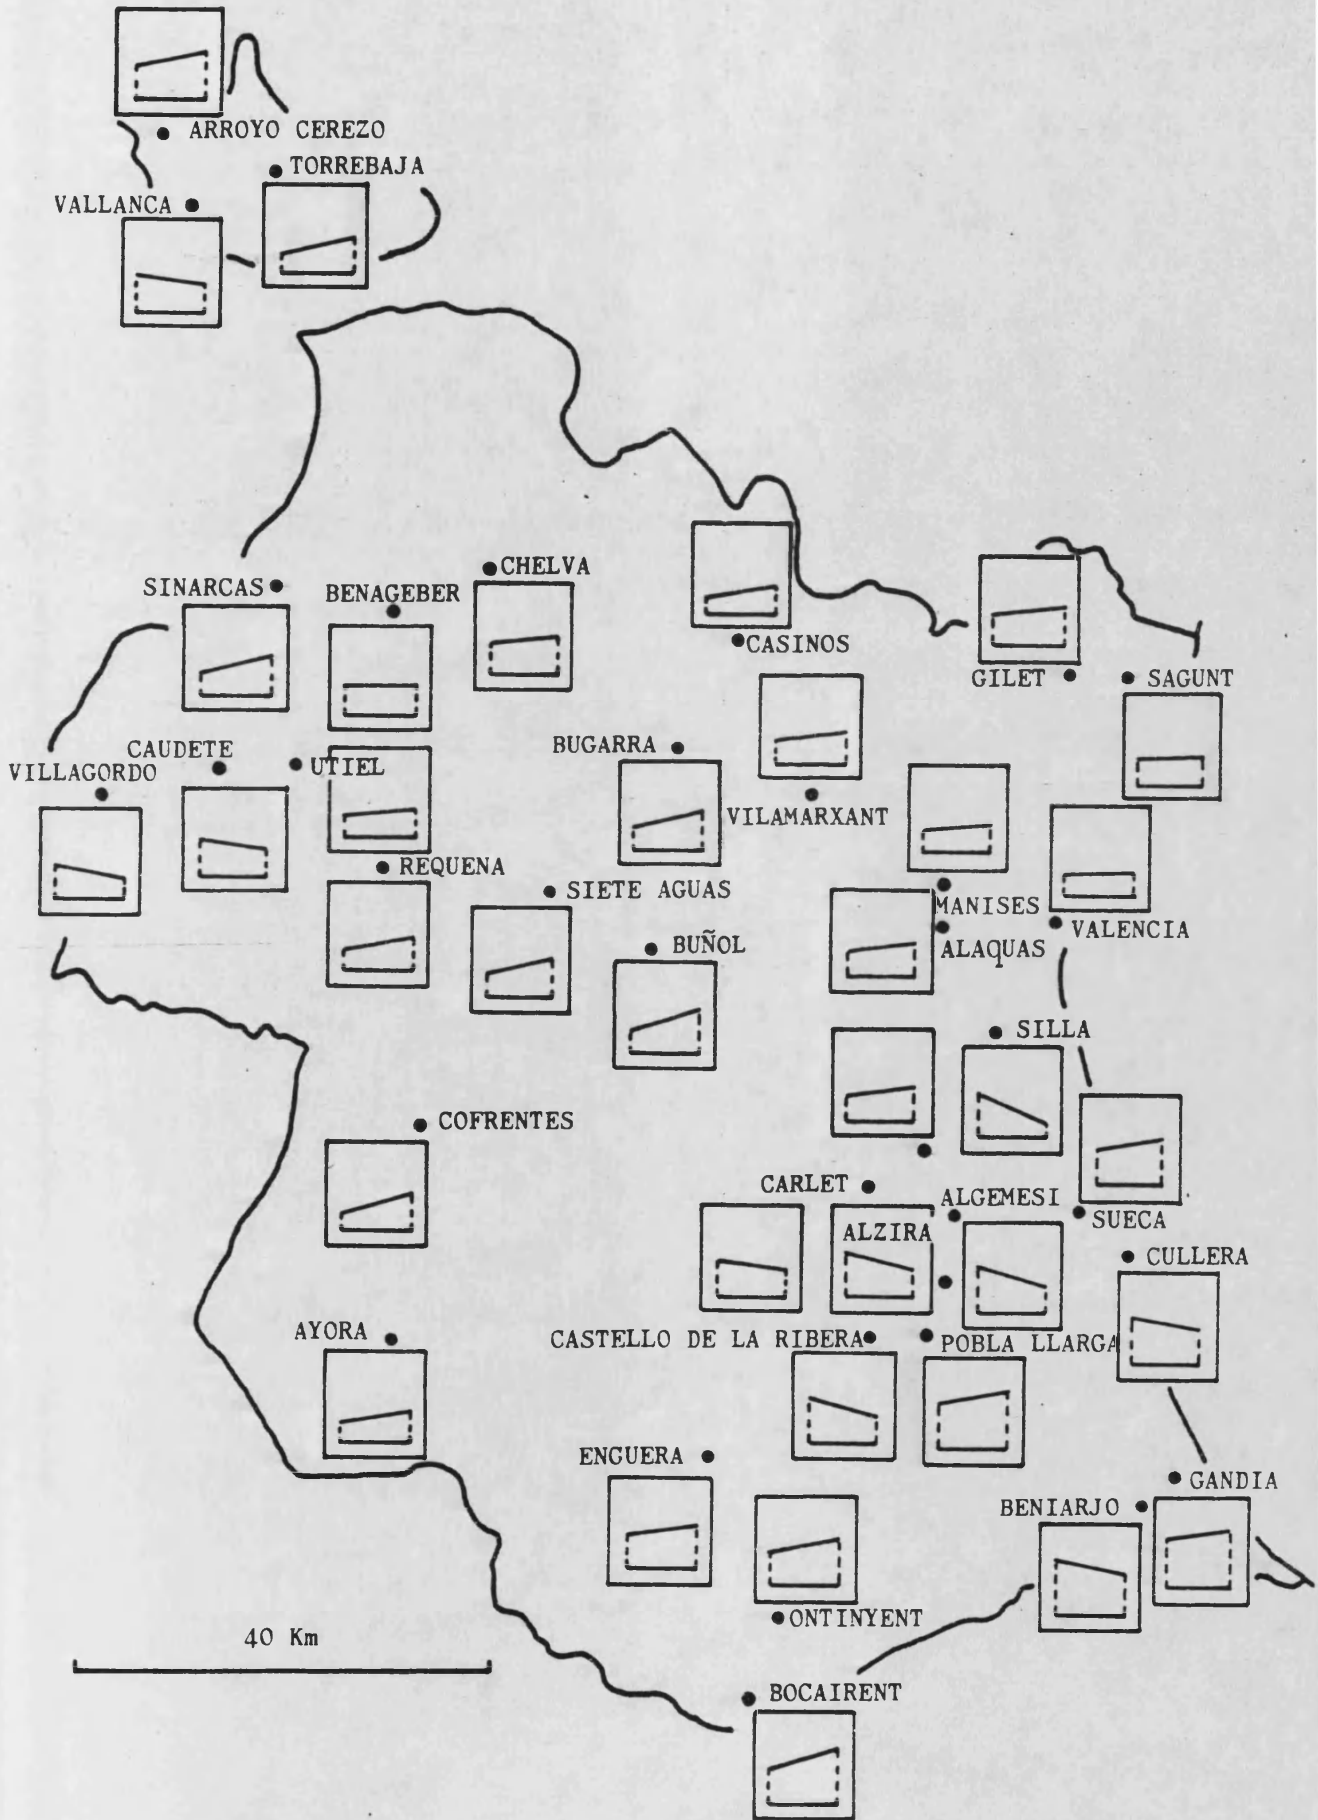 ARROYO CEREZO
TORREBAJA
VALLANCA
CHELVA
SINARCAS
BENAGEBER
CASINOS
GILET
SAGUNT
CAUDETE
UTIEL
BUGARRA
VILLAGORDO
VILAMARXANT
REQUENA
SIETE AGUAS
MANISES
VALENCIA
BUÑOL
ALAQUAS
SILLA
COFRENTES
CARLET
ALGEMESI
SUECA
ALZIRA
CULLERA
AYORA
CASTELLO DE LA RIBERA
POBLA LLARGA
ENGUERA
GANDIA
BENIARJO
ONTINYENT
40 Km
BOCAIRENT